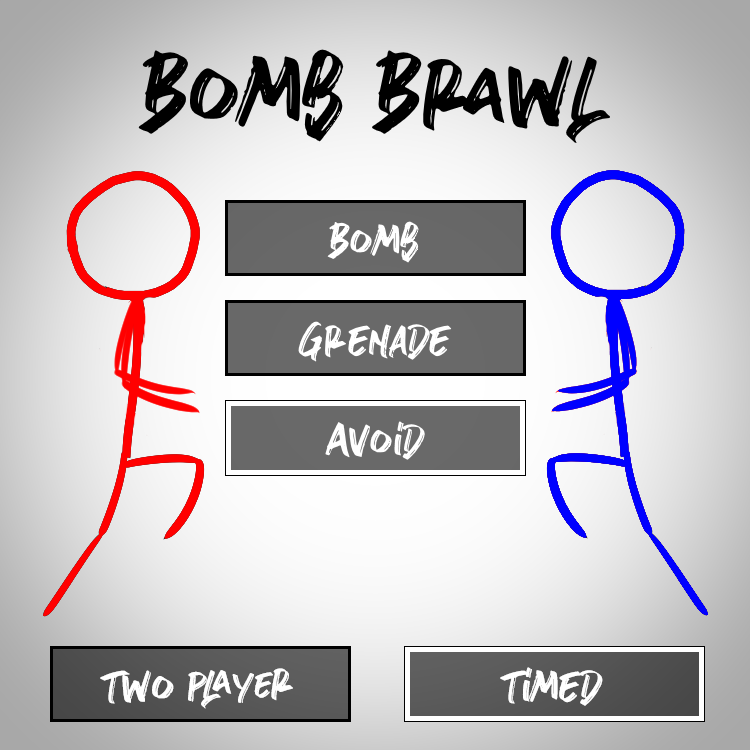 BOMB BRAWL
BOMB
GRENADE
AVOiD
TWO PLAYER
TiMED